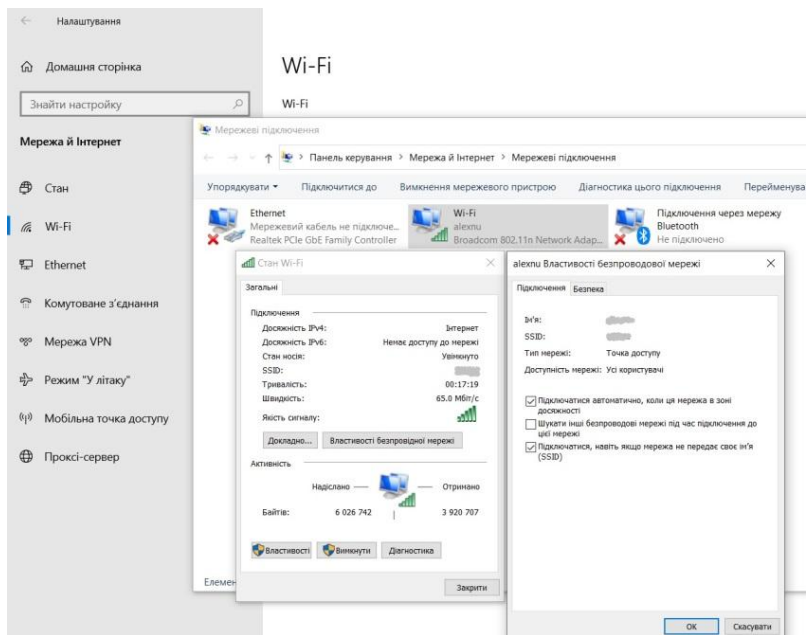 Налаштування
Домашня сторінка
Знайти настройку
Мережа й Інтернет
Стан
Wi-Fi
Ethernet
Комутоване з'єднання
Мережа VPN
Режим "У літаку"
Мобільна точка доступу
Проксі-сервер
Wi-Fi
Wi-Fi
Мережеві підключення
Панель керування > Мережа й Інтернет > Мережеві підключення
Упорядкувати Підключитися до Вимкнення мережевого пристрою Діагностика цього підключення Перейменува
Ethernet
Мережевий кабель не підключе...
Realtek PCIe GbE Family Controller
Wi-Fi
alexnu
Broadcom 802.11n Network Adap...
Підключення через мережу
Bluetooth
Не підключено
Стан Wi-Fi
Загальні
Підключення
Досяжність IPv4: Інтернет
Досяжність IPv6: Немає доступу до мережі
Стан носія: Увімкнуто
SSID:
Тривалість: 00:17:19
Швидкість: 65.0 Мбіт/с
Якість сигналу:
Докладно... Властивості безпровідної мережі
Активність
Надіслано — — Отримано
Байтів: 6 026 742 | 3 920 707
Властивості Вимкнути Діагностика
Закрити
Елемен
alexnu Властивості безпроводової мережі
Підключення Безпека
Ім'я:
SSID:
Тип мережі: Точка доступу
Доступність мережі: Усі користувачі
Підключатися автоматично, коли ця мережа в зоні
досяжності
Шукати інші безпроводові мережі під час підключення до
цієї мережі
Підключатися, навіть якщо мережа не передає своє ім'я
(SSID)
ОК Скасувати